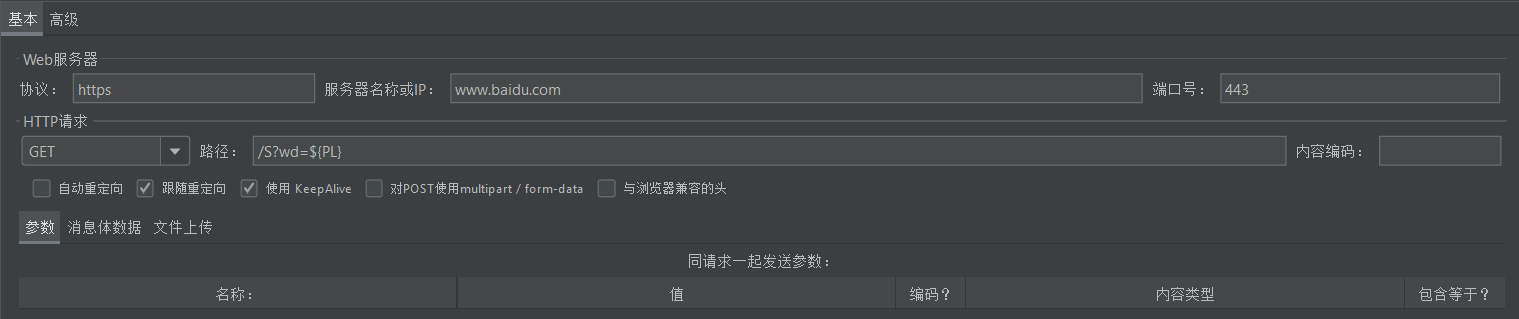 基本 高级
Web服务器
协议： https 服务器名称或IP： www.baidu.com 端口号： 443
HTTP请求
GET 路径： /S?wd=${PL} 内容编码：
自动重定向 跟随重定向 使用 KeepAlive 对POST使用multipart / form-data 与浏览器兼容的头
参数 消息体数据 文件上传
同请求一起发送参数：
名称： 值 编码？ 内容类型 包含等于？